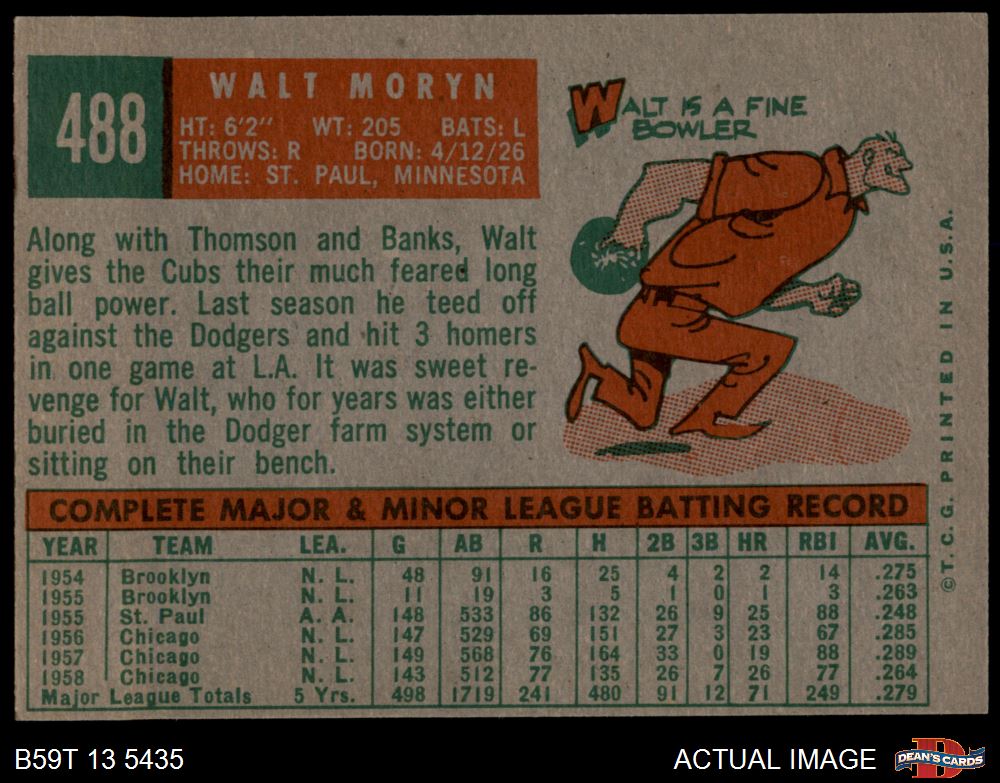 488
WALT MORYN
HT: 6'2" WT: 205 BATS: L
THROWS: R BORN: 4/12/26
HOME: ST. PAUL, MINNESOTA
WALT IS A FINE
BOWLER
Along with Thomson and Banks, Walt
gives the Cubs their much feared long
ball power. Last season he teed off
against the Dodgers and hit 3 homers
in one game at L.A. It was sweet re-
venge for Walt, who for years was either
buried in the Dodger farm system or
sitting on their bench.
COMPLETE MAJOR & MINOR LEAGUE BATTING RECORD
YEAR TEAM LEA. G AB R H 2B 3B HR RBI AVG.
1954 Brooklyn N. L. 48 91 16 25 4 2 2 14 .275
1955 Brooklyn N. L. 11 19 3 5 1 0 1 3 .263
1955 St. Paul A. A. 148 533 86 132 26 9 25 88 .248
1956 Chicago N. L. 147 529 69 151 27 3 23 67 .285
1957 Chicago N. L. 149 568 76 164 33 0 19 88 .289
1958 Chicago N. L. 143 512 77 135 26 7 26 77 .264
Major League Totals 5 Yrs. 498 1719 241 480 91 12 71 249 .279
©T.C.G. PRINTED IN U.S.A.
B59T 13 5435
ACTUAL IMAGE
D
DEAN'S CARDS